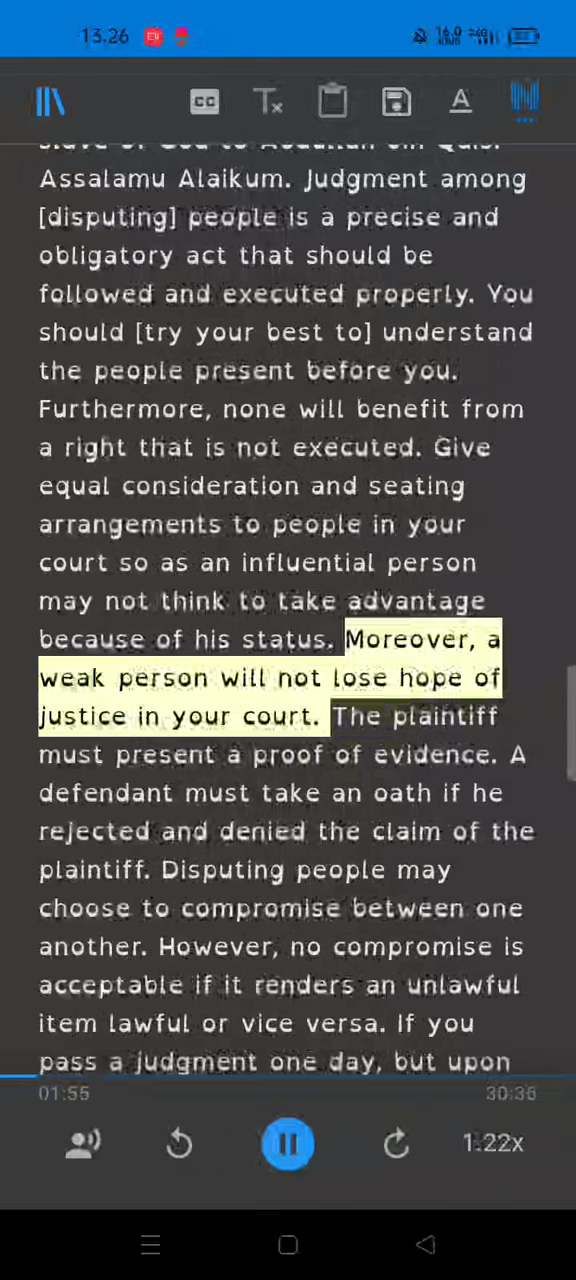 13.26
Assalamu Alaikum. Judgment among
[disputing] people is a precise and
obligatory act that should be
followed and executed properly. You
should [try your best to] understand
the people present before you.
Furthermore, none will benefit from
a right that is not executed. Give
equal consideration and seating
arrangements to people in your
court so as an influential person
may not think to take advantage
because of his status. Moreover, a
weak person will not lose hope of
justice in your court. The plaintiff
must present a proof of evidence. A
defendant must take an oath if he
rejected and denied the claim of the
plaintiff. Disputing people may
choose to compromise between one
another. However, no compromise is
acceptable if it renders an unlawful
item lawful or vice versa. If you
pass a judgment one day, but upon
01:55 30:36
1.22x